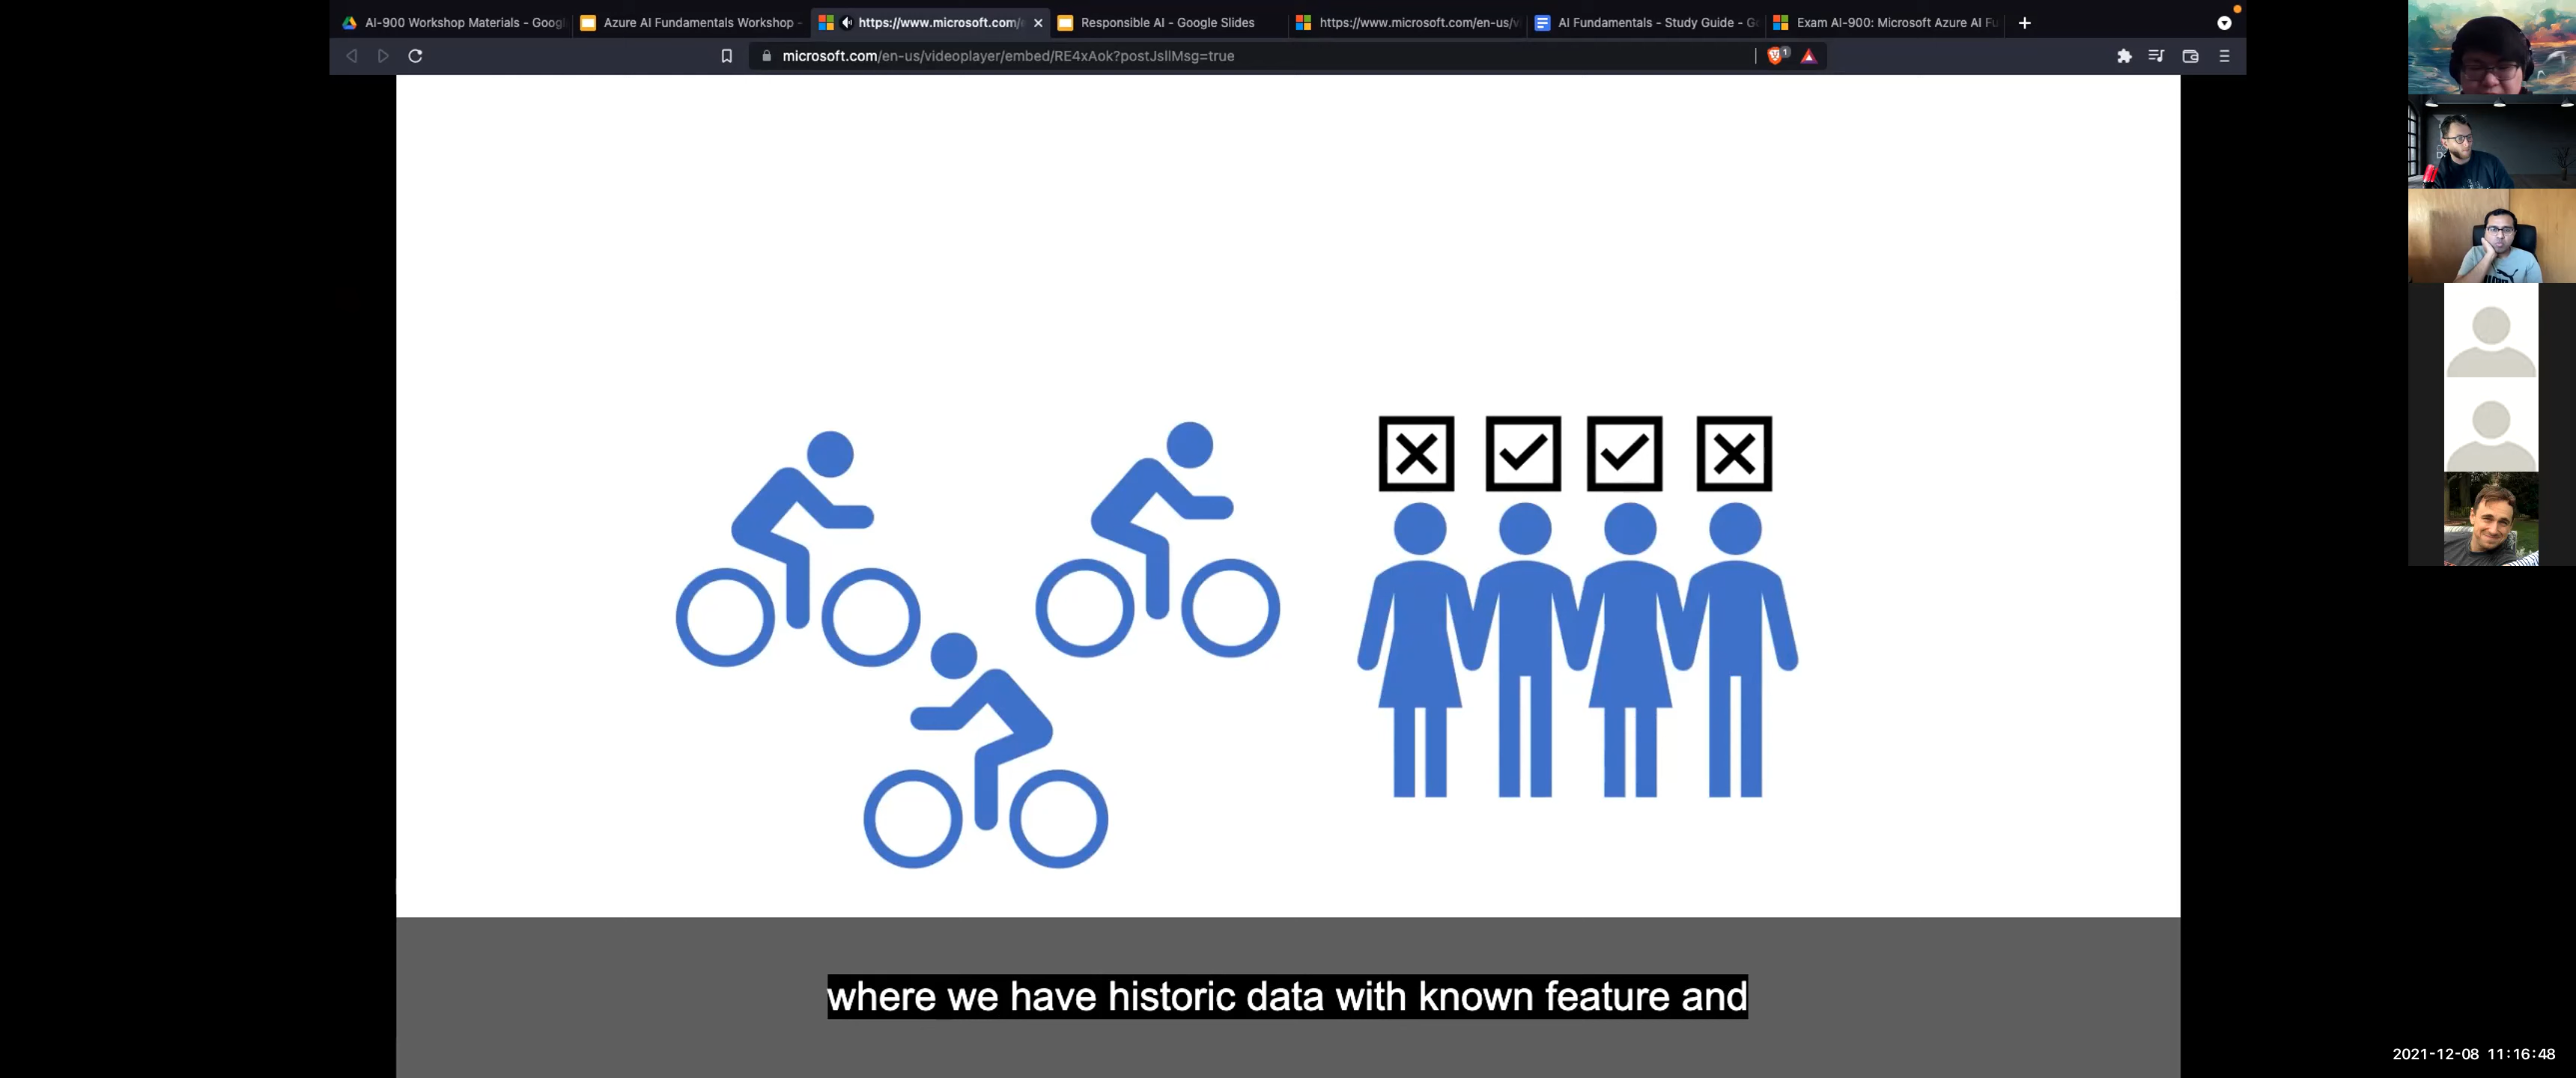 AI-900 Workshop Materials - Googl
Azure AI Fundamentals Workshop -
https://www.microsoft.com/e
Responsible AI - Google Slides
https://www.microsoft.com/en-us/v
AI Fundamentals - Study Guide - Go
Exam AI-900: Microsoft Azure AI Fu
microsoft.com/en-us/videoplayer/embed/RE4xAok?postJsllMsg=true
1
where we have historic data with known feature and
2021-12-08 11:16:48